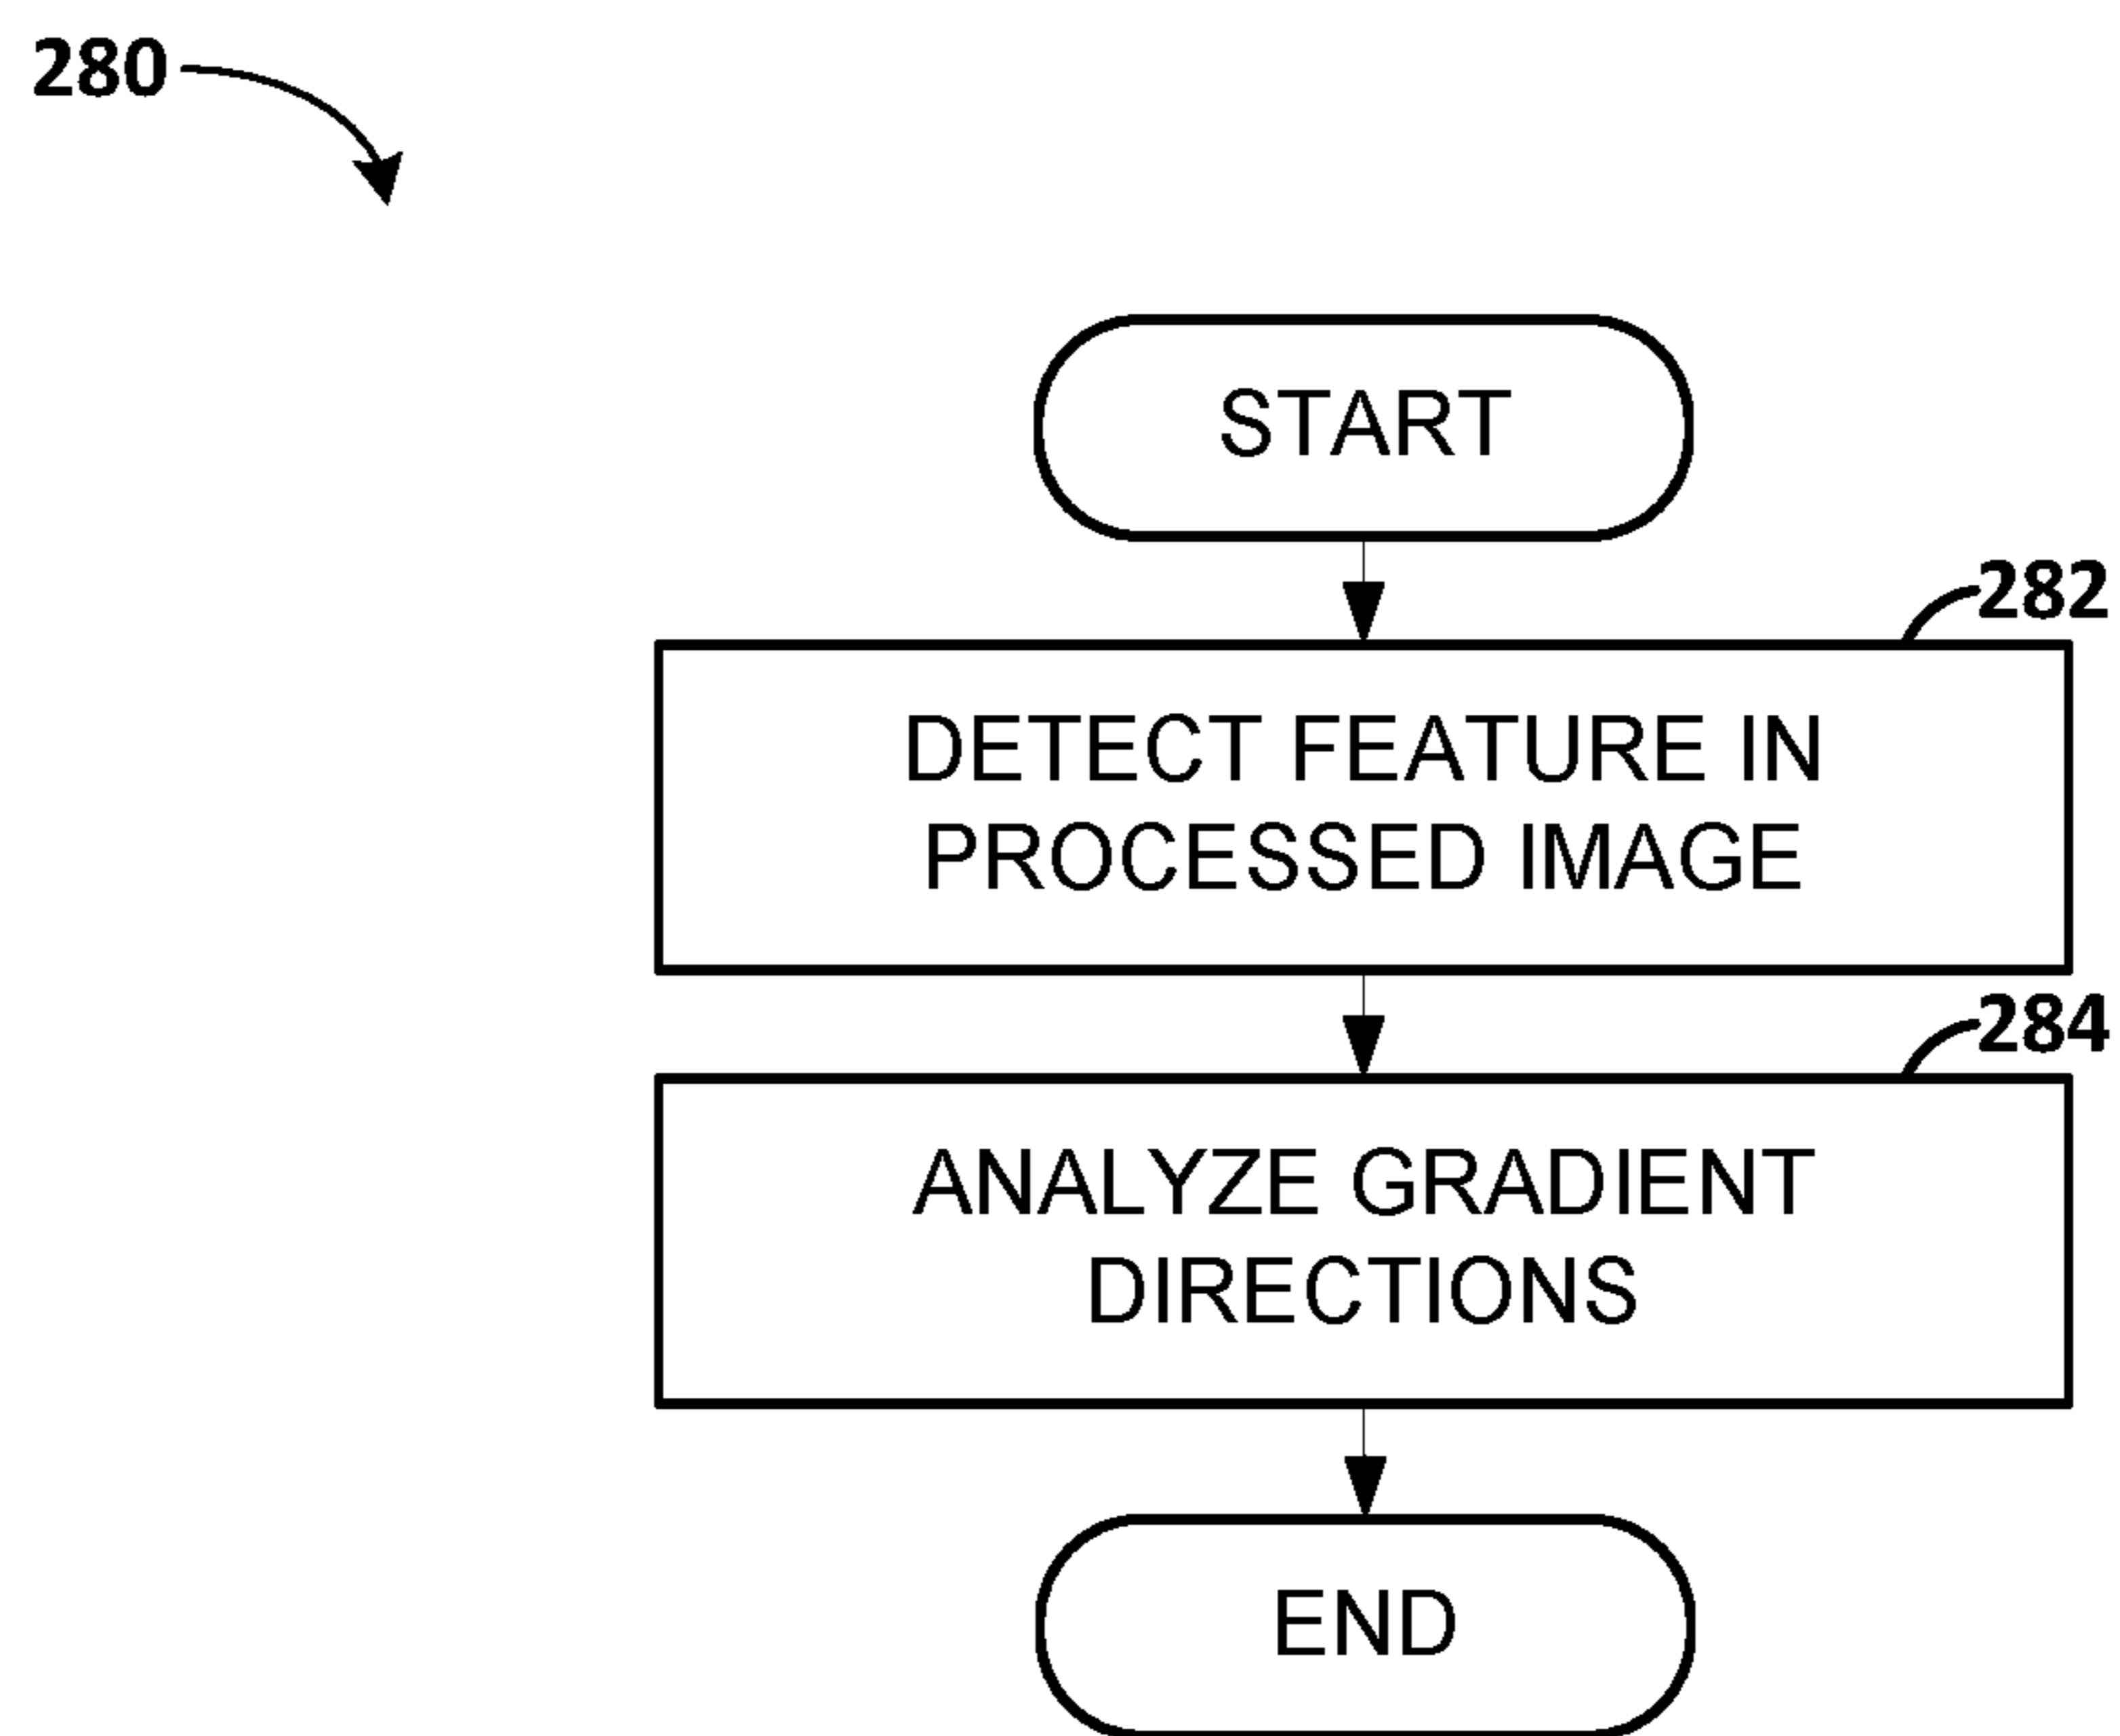 280
START
282
DETECT FEATURE IN
PROCESSED IMAGE
284
ANALYZE GRADIENT
DIRECTIONS
END